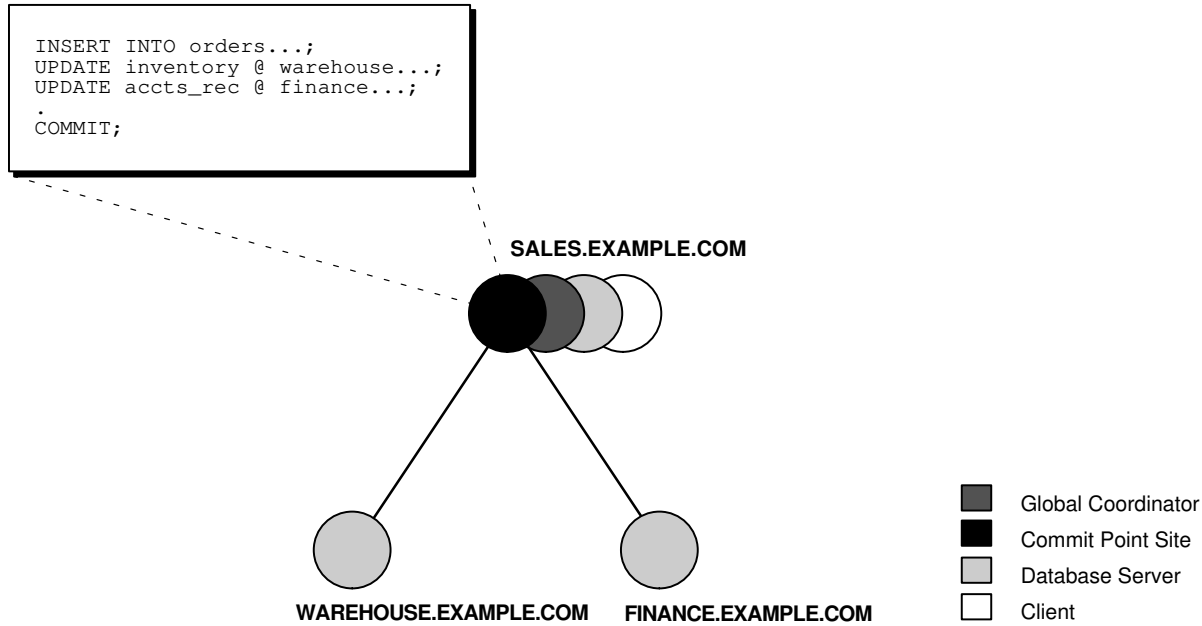 INSERT INTO orders...;
UPDATE inventory @ warehouse...;
UPDATE accts_rec @ finance...;
.
COMMIT;
SALES.EXAMPLE.COM
WAREHOUSE.EXAMPLE.COM
FINANCE.EXAMPLE.COM
Global Coordinator
Commit Point Site
Database Server
Client